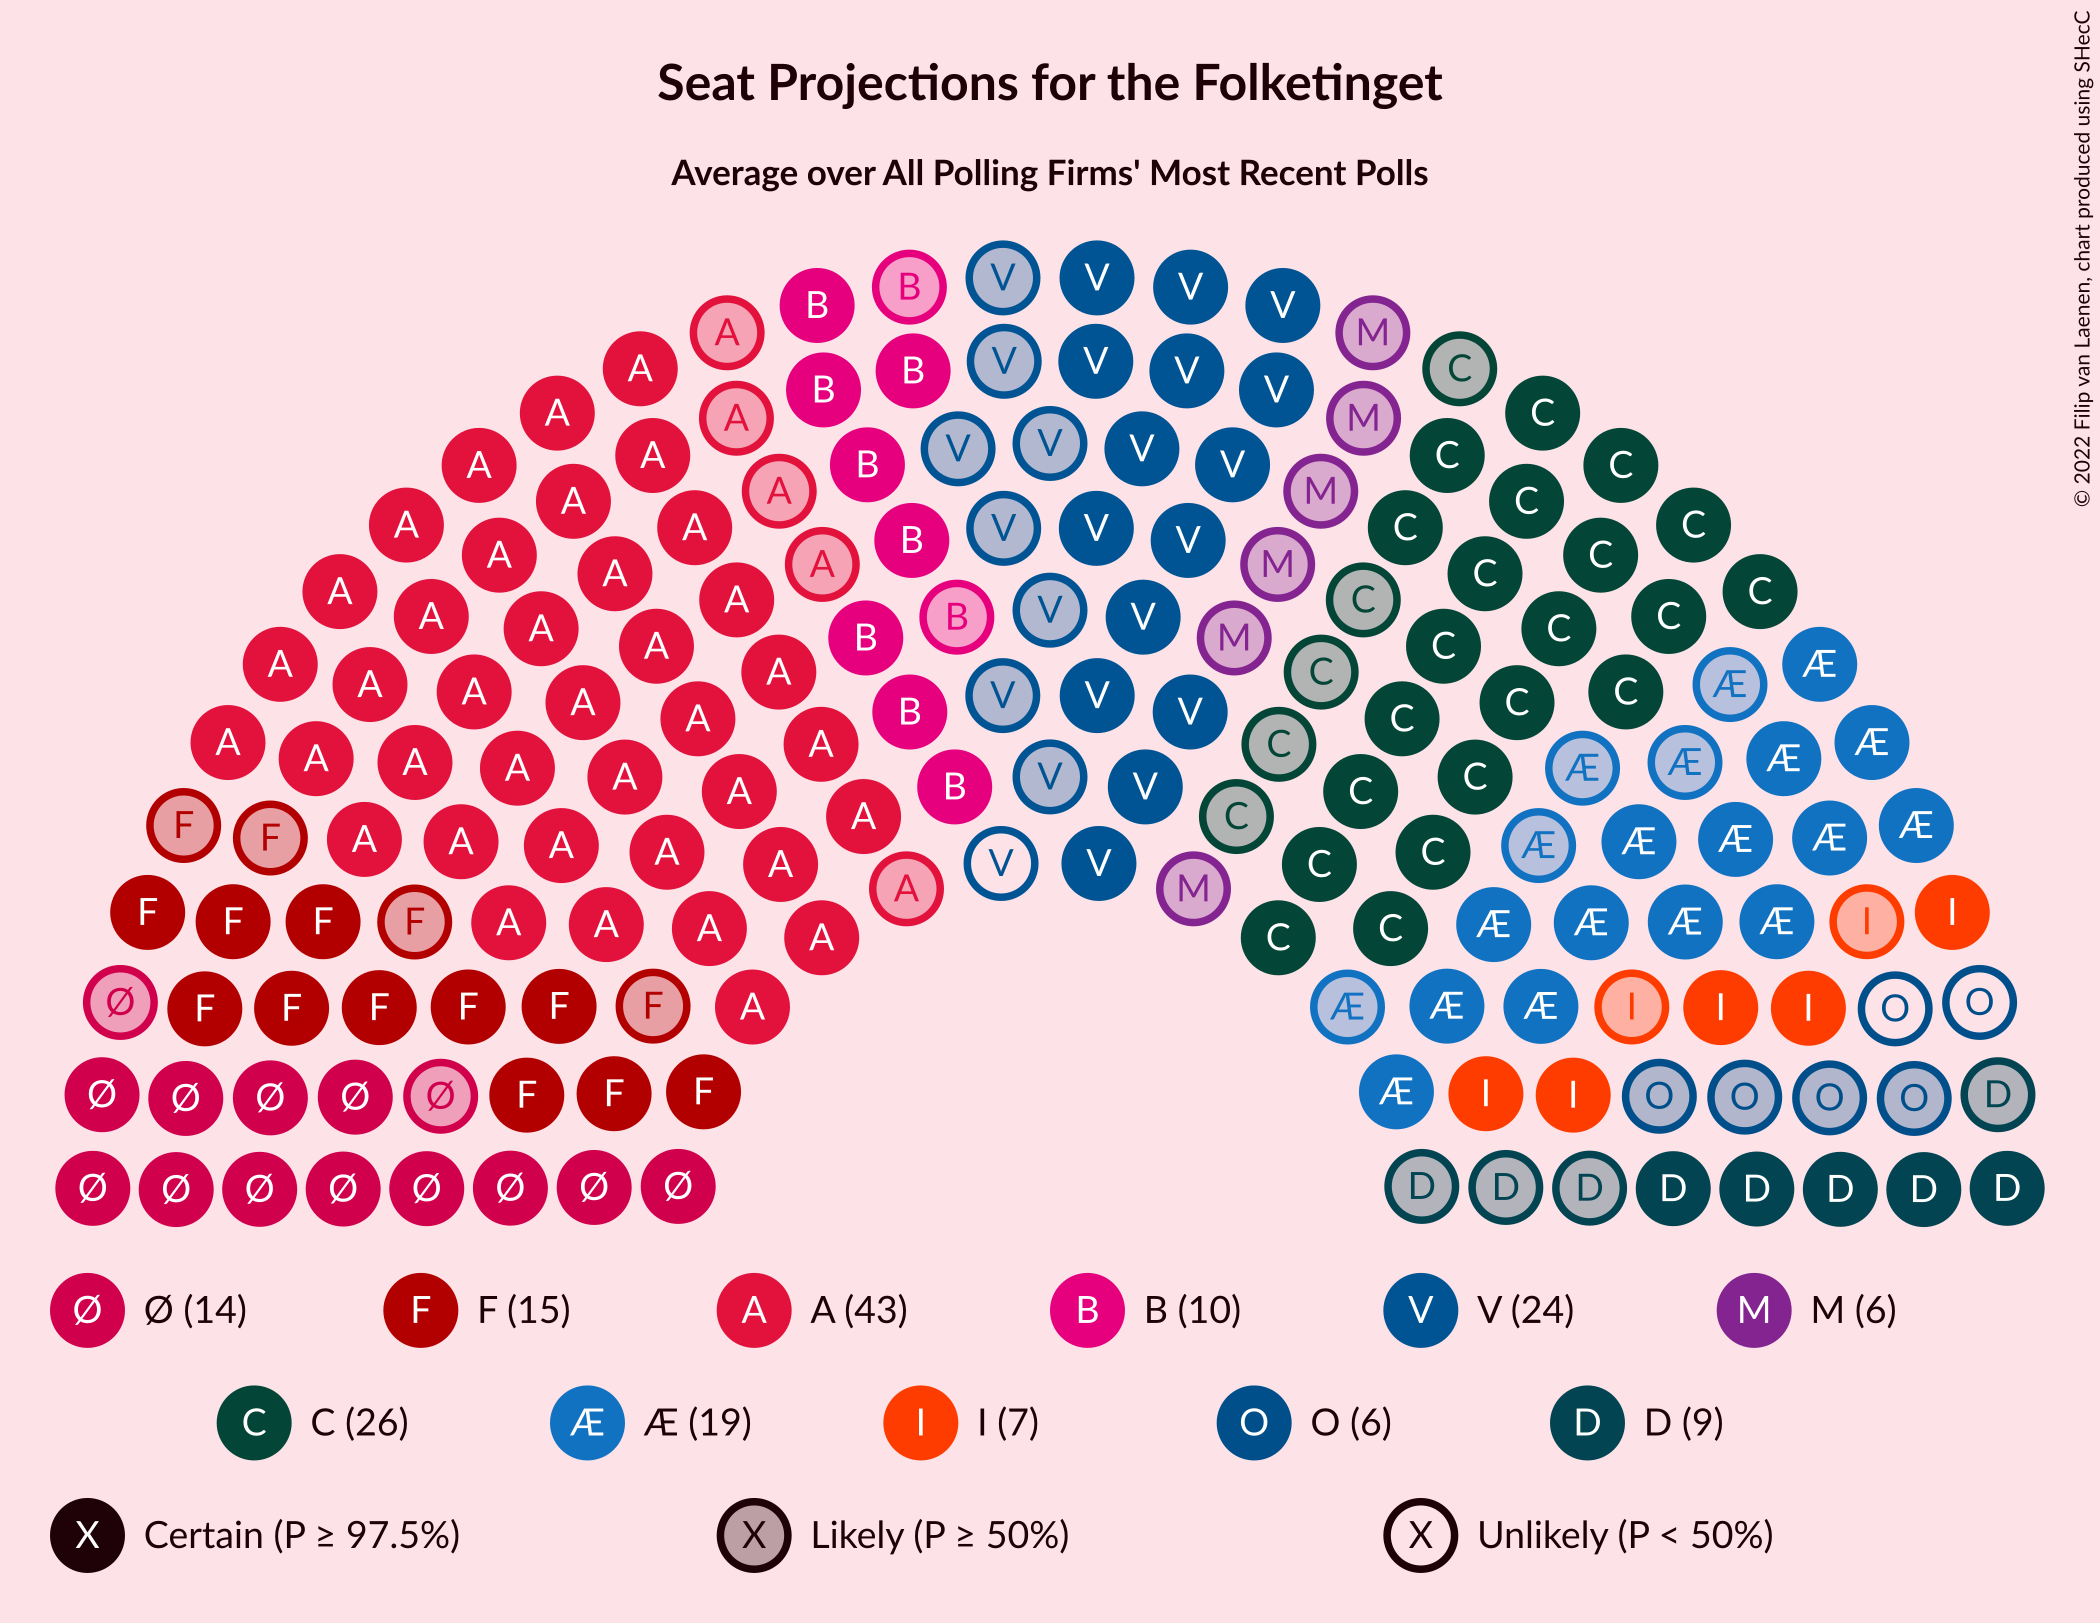 Seat Projections for the Folketinget
Average over All Polling Firms' Most Recent Polls
© 2022 Filip van Laenen, chart produced using SHecC
B B V V V V
A M
A B B V V V V C
A A M C
A A B V V V V C C
A A M C
A A A B V V V C C C
A A M C
A A A A B B V V M C C C C
A A A A A A A B V V V C C C C C Æ Æ
A A A A A A A B V V C C C Æ Æ Æ Æ
F F A A A A A A V V C C C Æ Æ Æ Æ Æ
F F F F A A A A A M C C Æ Æ Æ Æ I I
Ø F F F F F F A Æ Æ Æ I I I O O
Ø Ø Ø Ø Ø F F F Æ I I O O O O D
Ø Ø Ø Ø Ø Ø Ø Ø D D D D D D D D
Ø Ø (14) F F (15) A A (43) B B (10) V V (24) M M (6)
C C (26) Æ Æ (19) I I (7) O O (6) D D (9)
X Certain (P ≥ 97.5%) X Likely (P ≥ 50%) X Unlikely (P < 50%)